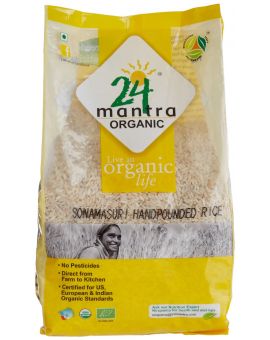 24
mantra
ORGANIC
Live an
organic
life
SONAMASURI HANDPOUNDED RICE
• No Pesticides
• Direct from
Farm to Kitchen
• Certified for US,
European & Indian
Organic Standards